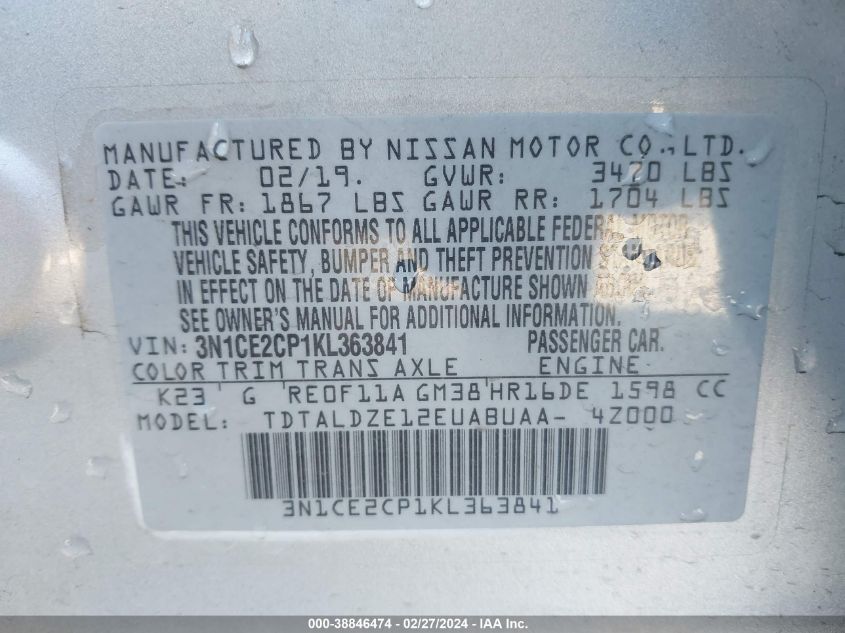 MANUFACTURED BY NISSAN MOTOR CO., LTD.
DATE: 02/19. GVWR: 3470 LBS
GAWR FR: 1867 LBS GAWR RR: 1704 LBS
THIS VEHICLE CONFORMS TO ALL APPLICABLE FEDERAL MOTOR
VEHICLE SAFETY, BUMPER AND THEFT PREVENTION
IN EFFECT ON THE DATE OF MANUFACTURE SHOWN
SEE OWNER'S MANUAL FOR ADDITIONAL INFORMATION.
VIN: 3N1CE2CP1KL363841 PASSENGER CAR.
COLOR TRIM TRANS AXLE ENGINE
K23 G RE0F11A GM38 HR16DE 1598 CC
MODEL: TDTALDZE12EUABUAA- 4Z000
3N1CE2CP1KL363841
000-38846474 - 02/27/2024 - IAA Inc.